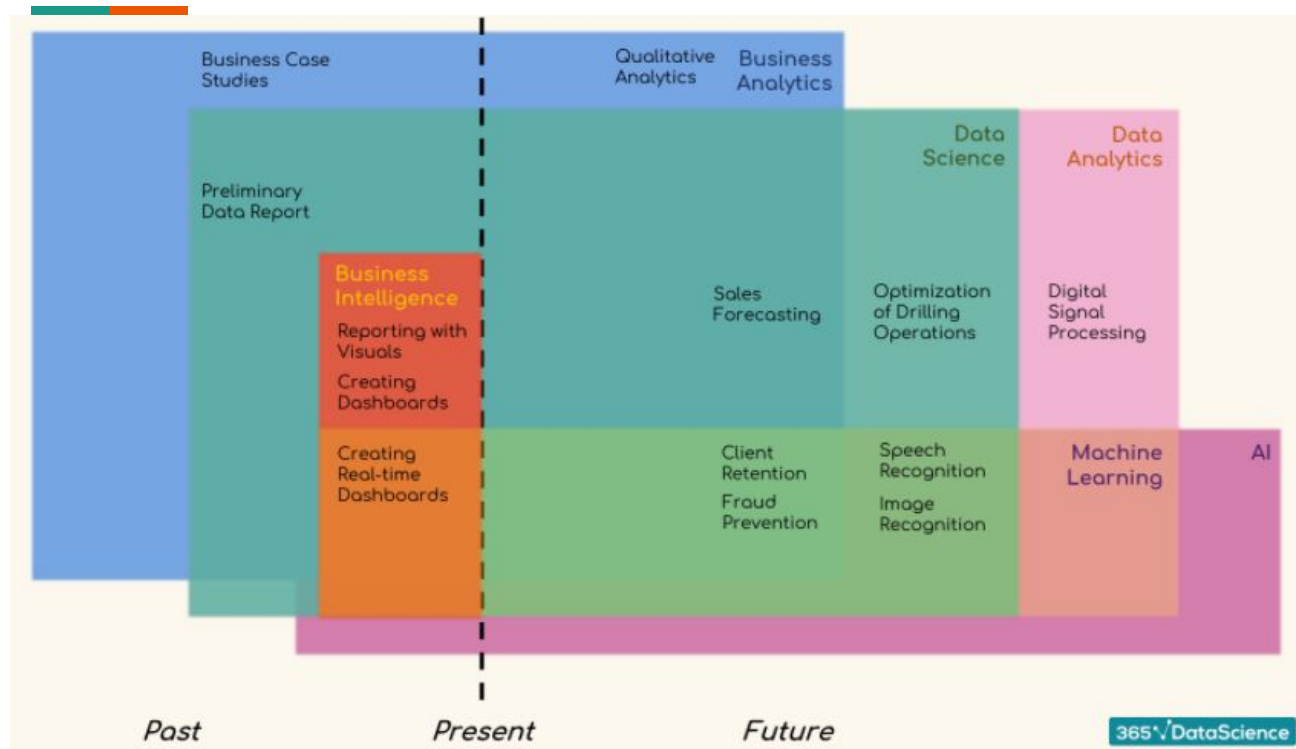 Business Case
Studies
Qualitative
Analytics
Business
Analytics
Data
Science
Data
Analytics
Preliminary
Data Report
Business
Intelligence
Reporting with
Visuals
Creating
Dashboards
Sales
Forecasting
Optimization
of Drilling
Operations
Digital
Signal
Processing
Creating
Real-time
Dashboards
Client
Retention
Fraud
Prevention
Speech
Recognition
Image
Recognition
Machine
Learning
AI
Past
Present
Future
365√DataScience